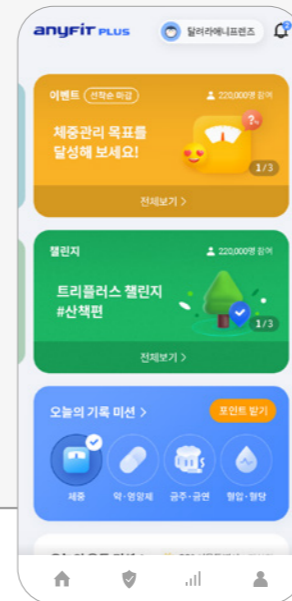 anyFiT PLUS
달려라애니프렌즈
이벤트 선착순 마감
220,000명 참여
체중관리 목표를
달성해 보세요!
1/3
전체보기 >
챌린지
220,000명 참여
트리플러스 챌린지
#산책편
1/3
전체보기 >
오늘의 기록 미션 >
포인트 받기
체중
약·영양제
금주·금연
혈압·혈당